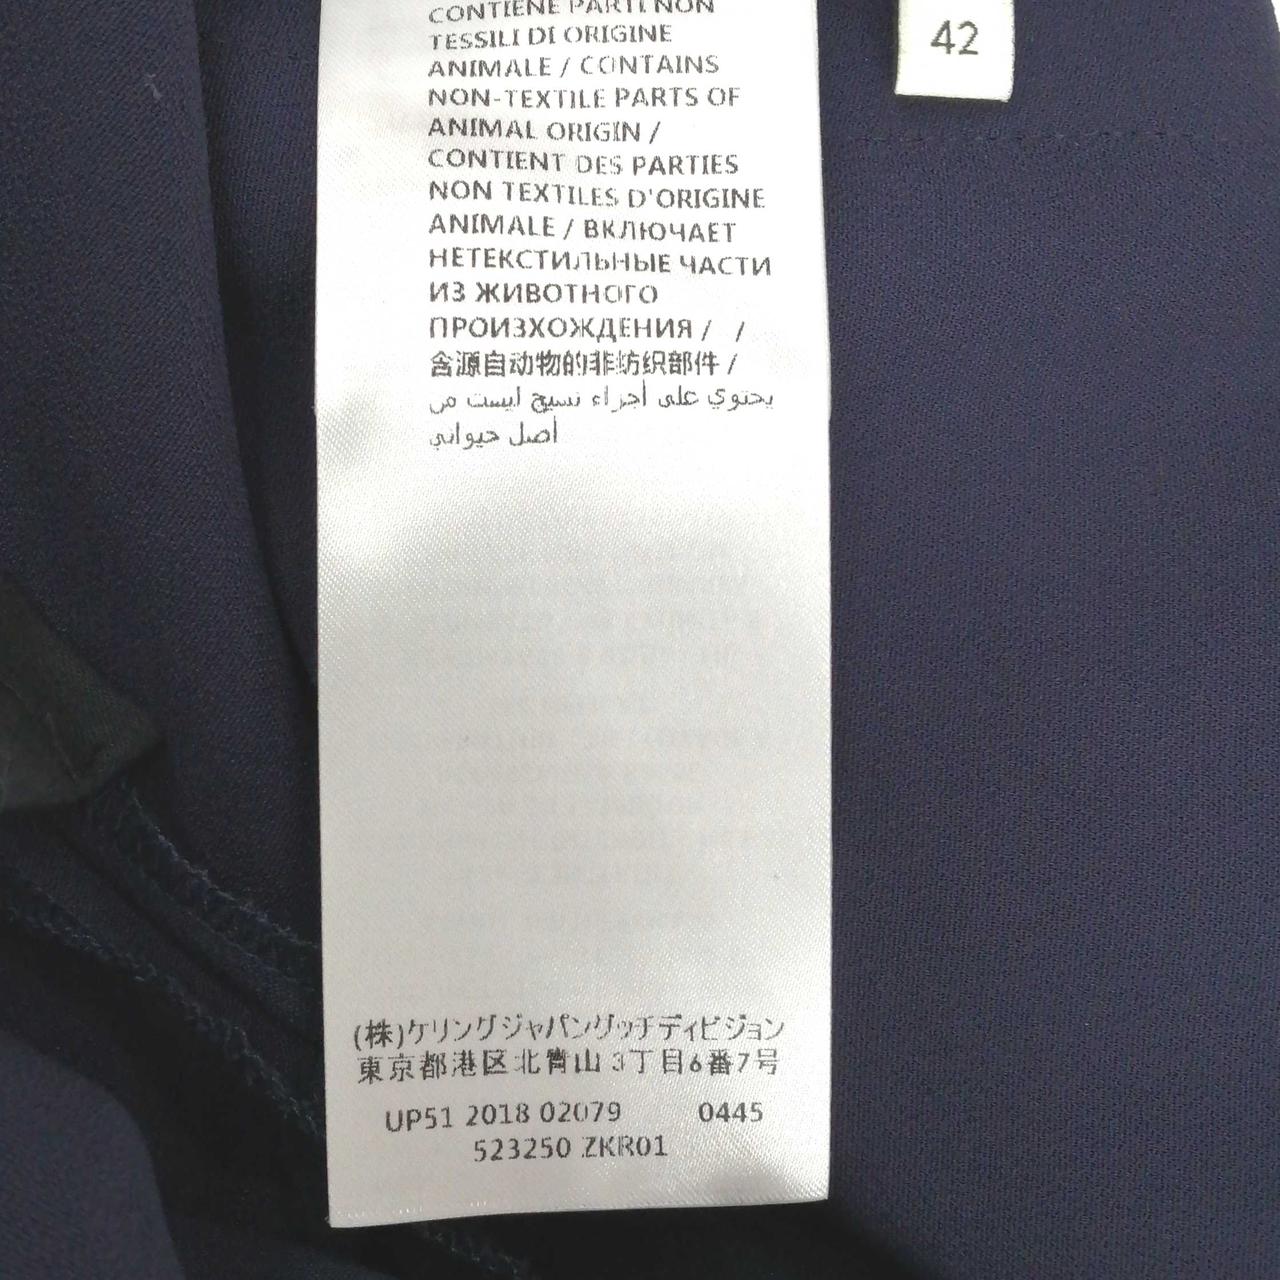 CONTIENE PARTI NON
TESSILI DI ORIGINE
ANIMALE / CONTAINS
NON-TEXTILE PARTS OF
ANIMAL ORIGIN /
CONTIENT DES PARTIES
NON TEXTILES D'ORIGINE
ANIMALE / ВКЛЮЧАЕТ
НЕТЕКСТИЛЬНЫЕ ЧАСТИ
ИЗ ЖИВОТНОГО
ПРОИЗХОЖДЕНИЯ / /
含源自动物的非纺织部件 /
يحتوي على أجزاء نسيج ليست من
أصل حيواني
42
(株)ケリングジャパングッチディビジョン
東京都港区北青山 3丁目6番7号
UP51 2018 02079 0445
523250 ZKR01